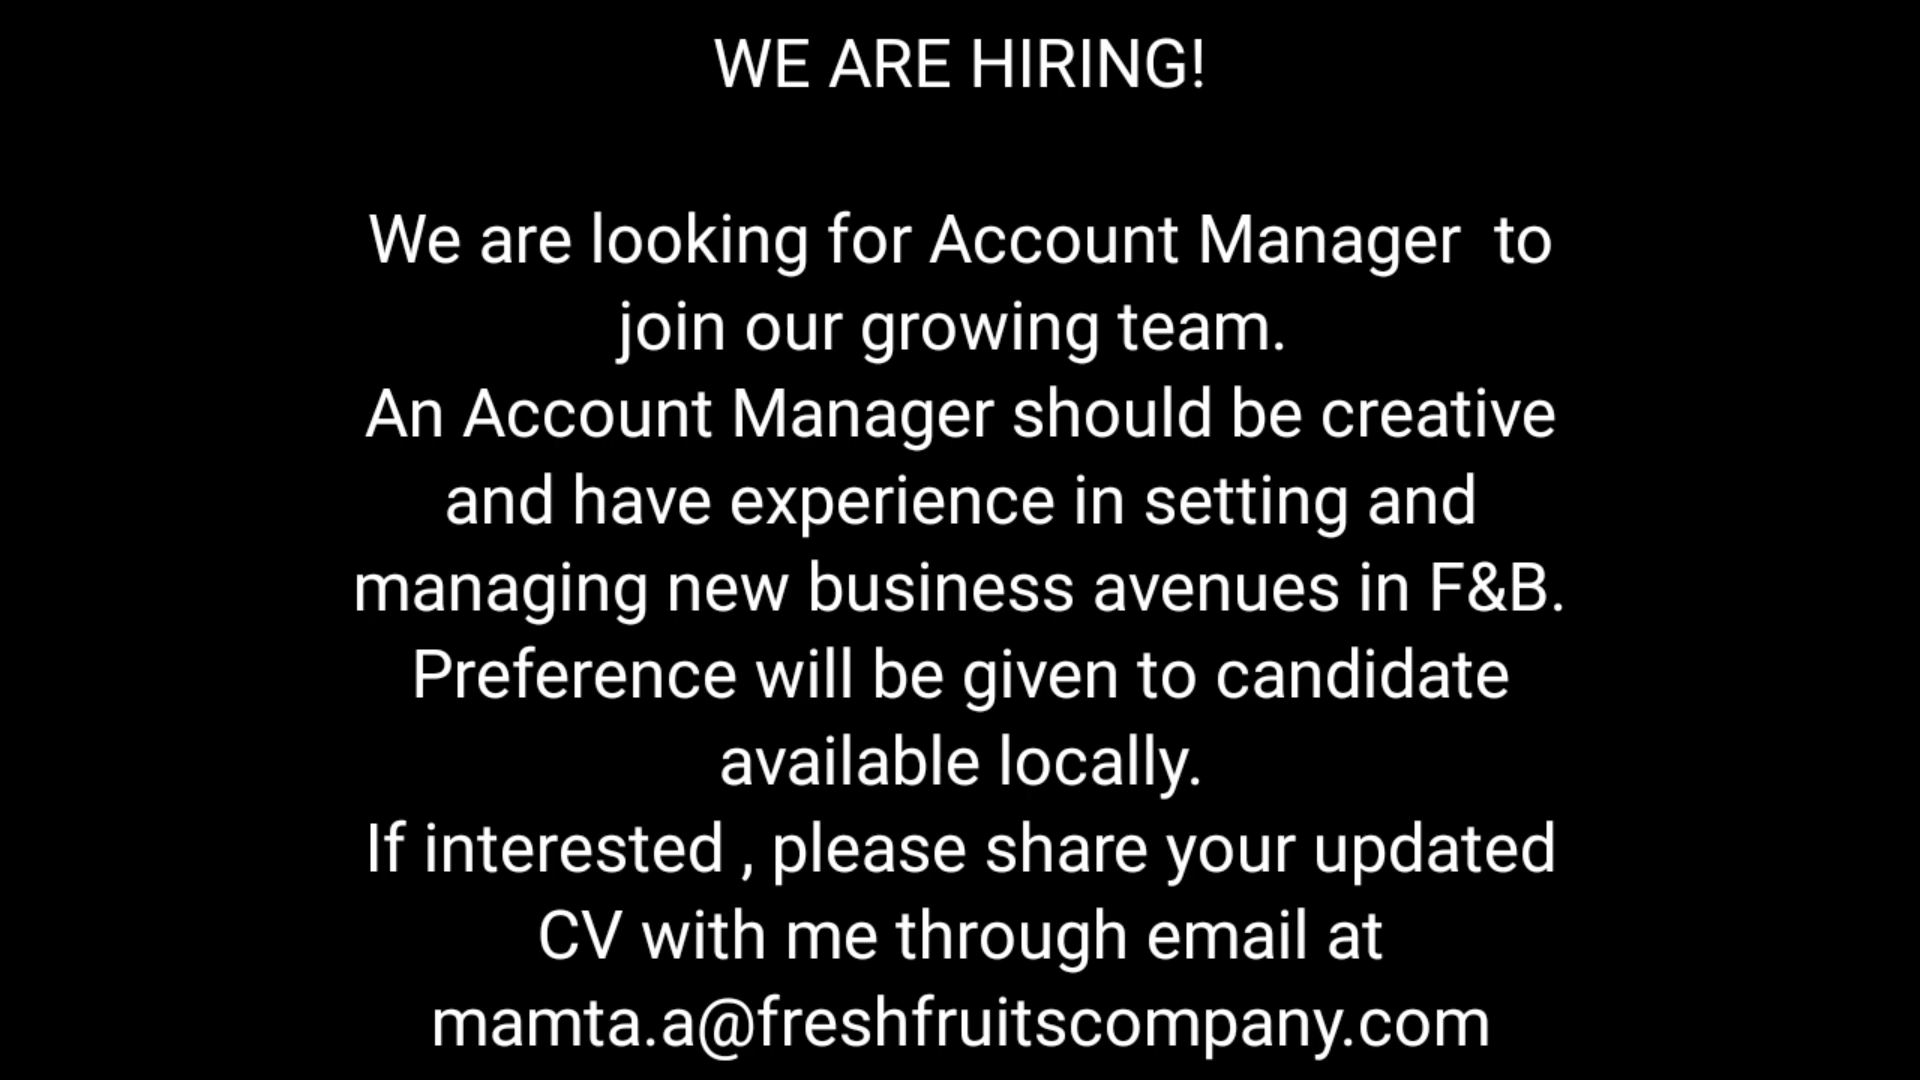 WE ARE HIRING!
We are looking for Account Manager  to
join our growing team.
An Account Manager should be creative
and have experience in setting and
managing new business avenues in F&B.
Preference will be given to candidate
available locally.
If interested , please share your updated
CV with me through email at
mamta.a@freshfruitscompany.com